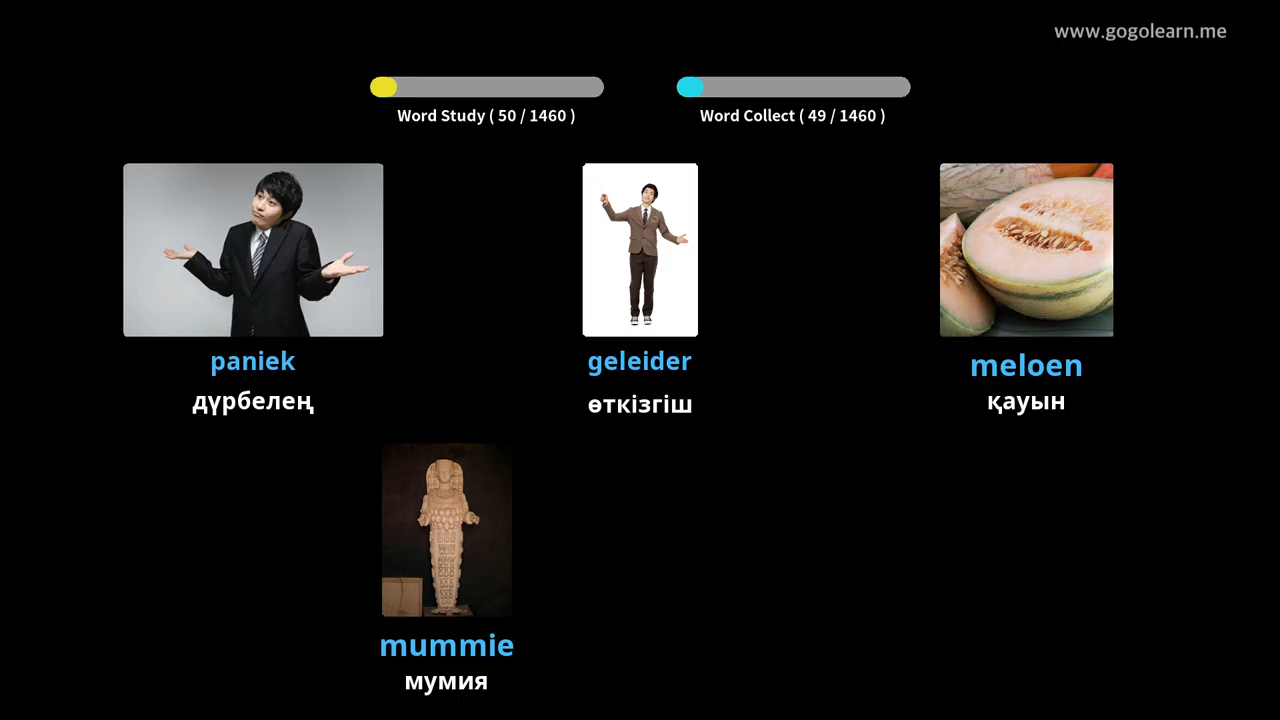 www.gogolearn.me
Word Study ( 50 / 1460 )
Word Collect ( 49 / 1460 )
paniek
дүрбелең
geleider
өткізгіш
meloen
қауын
mummie
мумия